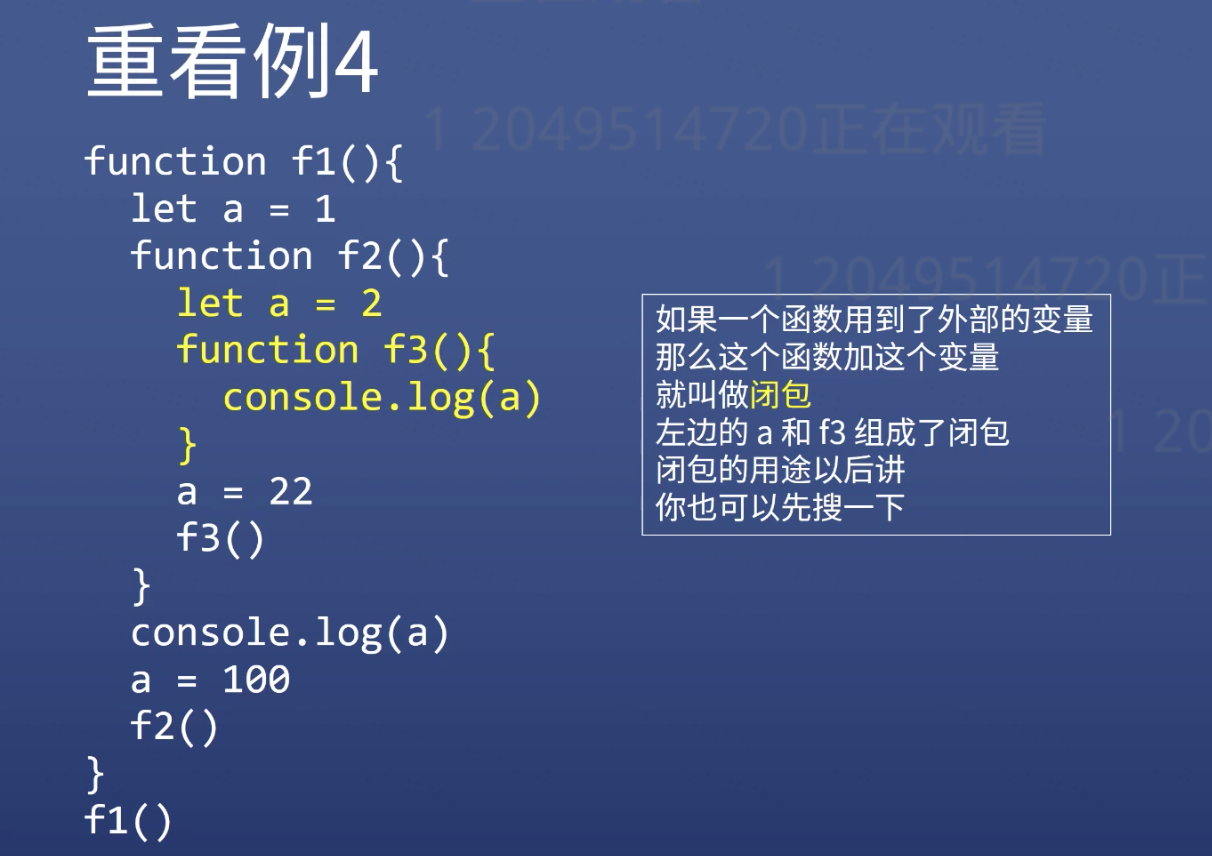 重看例4
1 2049514720正在观看
function f1(){
  let a = 1
  function f2(){
    let a = 2
    function f3(){
      console.log(a)
    }
    a = 22
    f3()
  }
  console.log(a)
  a = 100
  f2()
}
f1()
1 2049514720正
如果一个函数用到了外部的变量
那么这个函数加这个变量
就叫做闭包
左边的 a 和 f3 组成了闭包
闭包的用途以后讲
你也可以先搜一下
1 20